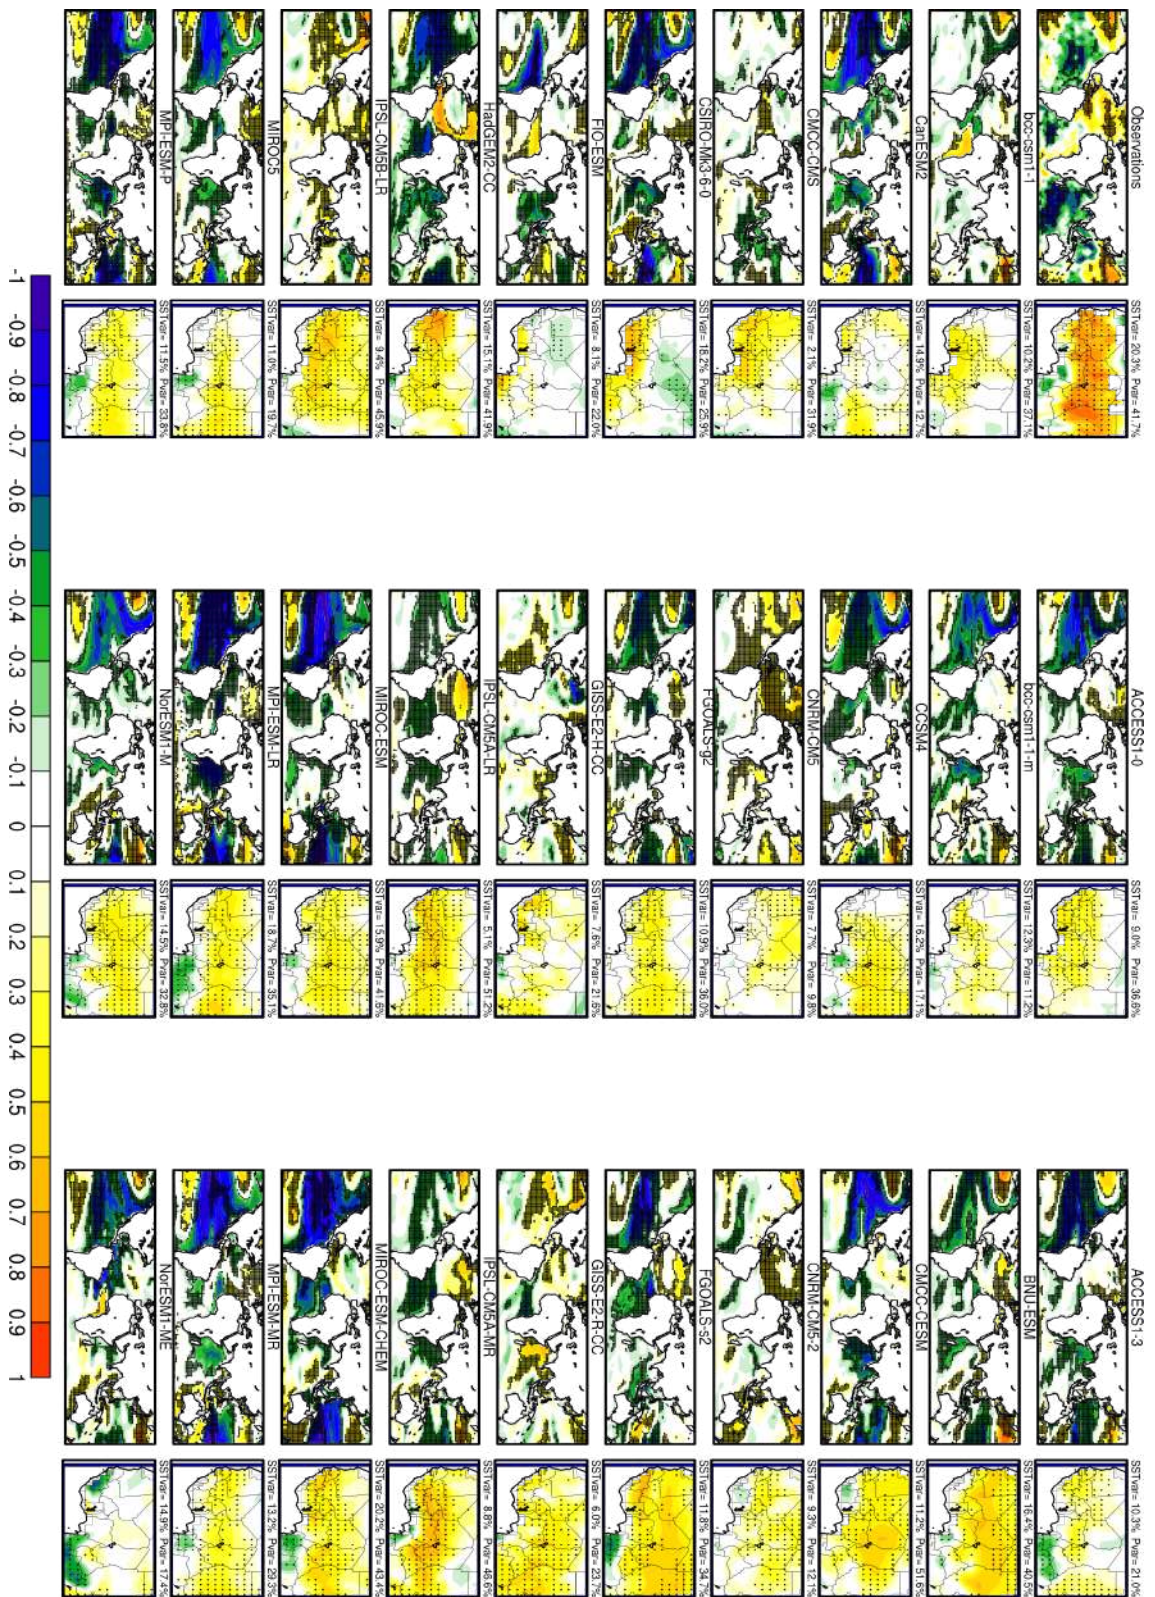 Observations
SSTvar= 20.3% Pvar= 41.7%
ACCESS1-0
SSTvar= 9.0% Pvar= 36.6%
ACCESS1-3
SSTvar= 10.3% Pvar= 21.0%
bcc-csm1-1
SSTvar= 10.2% Pvar= 37.1%
bcc-csm1-1-m
SSTvar= 12.3% Pvar= 11.2%
BNU-ESM
SSTvar= 16.4% Pvar= 40.5%
CanESM2
SSTvar= 14.9% Pvar= 12.7%
CCSM4
SSTvar= 16.2% Pvar= 17.1%
CMCC-CESM
SSTvar= 11.2% Pvar= 51.6%
CMCC-CMS
SSTvar= 2.1% Pvar= 31.9%
CNRM-CM5
SSTvar= 7.7% Pvar= 9.8%
CNRM-CM5-2
SSTvar= 9.3% Pvar= 12.1%
CSIRO-Mk3-6-0
SSTvar= 18.2% Pvar= 25.9%
FGOALS-g2
SSTvar= 10.9% Pvar= 36.0%
FGOALS-s2
SSTvar= 11.8% Pvar= 34.7%
FIO-ESM
SSTvar= 8.1% Pvar= 22.0%
GISS-E2-H-CC
SSTvar= 7.6% Pvar= 21.6%
GISS-E2-R-CC
SSTvar= 6.0% Pvar= 23.7%
HadGEM2-CC
SSTvar= 15.1% Pvar= 41.9%
IPSL-CM5A-LR
SSTvar= 5.1% Pvar= 51.2%
IPSL-CM5A-MR
SSTvar= 8.8% Pvar= 46.6%
IPSL-CM5B-LR
SSTvar= 9.4% Pvar= 45.9%
MIROC-ESM
SSTvar= 15.9% Pvar= 41.6%
MIROC-ESM-CHEM
SSTvar= 20.2% Pvar= 43.4%
MIROC5
SSTvar= 11.0% Pvar= 19.7%
MPI-ESM-LR
SSTvar= 18.7% Pvar= 35.1%
MPI-ESM-MR
SSTvar= 13.2% Pvar= 29.3%
MPI-ESM-P
SSTvar= 11.5% Pvar= 33.8%
NorESM1-M
SSTvar= 14.5% Pvar= 32.8%
NorESM1-ME
SSTvar= 14.9% Pvar= 17.4%
-1 -0.9 -0.8 -0.7 -0.6 -0.5 -0.4 -0.3 -0.2 -0.1 0 0.1 0.2 0.3 0.4 0.5 0.6 0.7 0.8 0.9 1